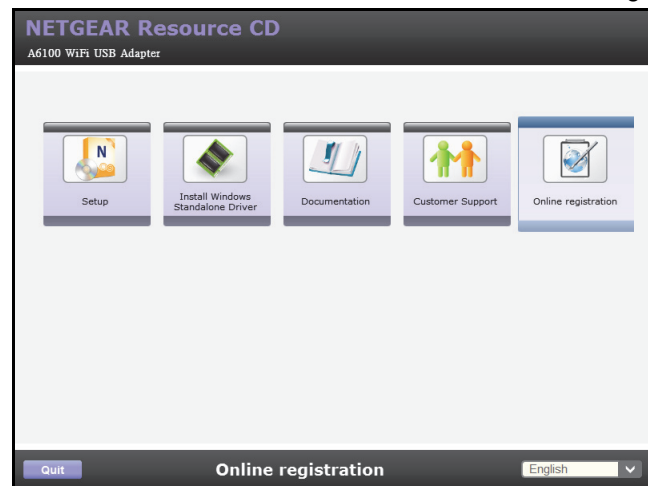 NETGEAR Resource CD
A6100 WiFi USB Adapter
N
Setup
Install Windows
Standalone Driver
Documentation
Customer Support
Online registration
Quit
Online registration
English